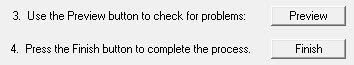 3. Use the Preview button to check for problems: Preview
4. Press the Finish button to complete the process. Finish